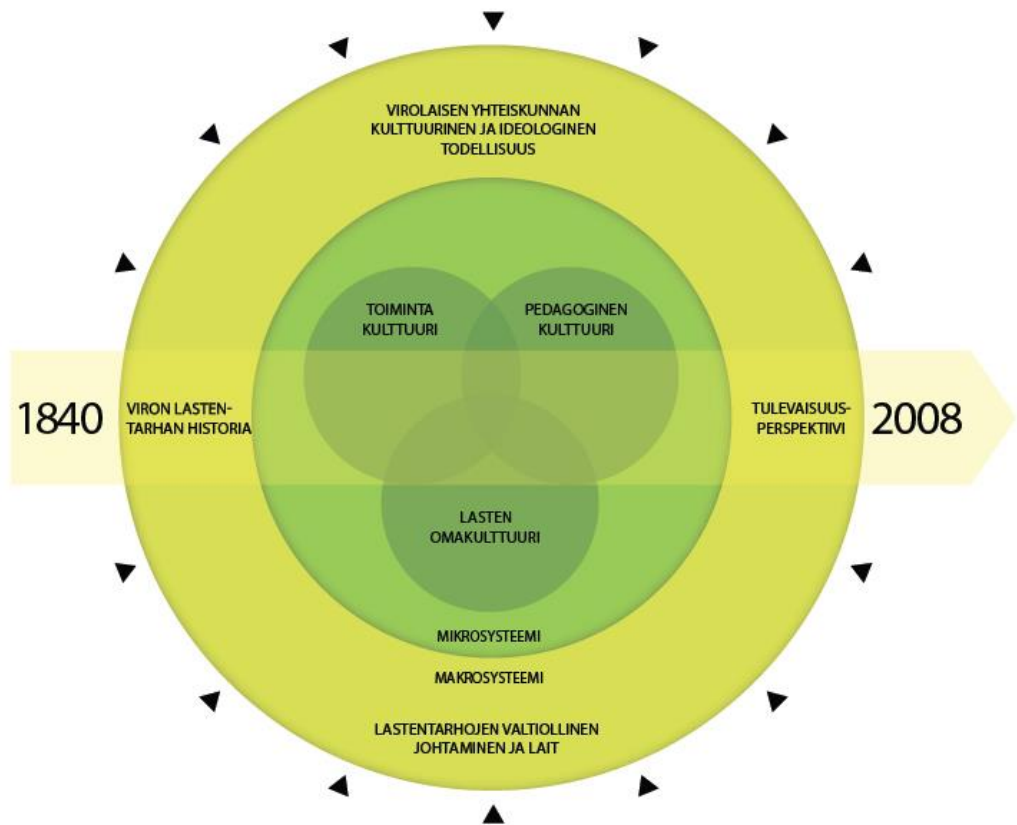 VIROLAISEN YHTEISKUNNAN
KULTTUURINEN JA IDEOLOGINEN
TODELLISUUS
TOIMINTA
KULTTUURI
PEDAGOGINEN
KULTTUURI
1840
VIRON LASTEN-
TARHAN HISTORIA
TULEVAISUUS-
PERSPEKTIIVI
2008
LASTEN
OMAKULTTUURI
MIKROSYSTEEMI
MAKROSYSTEEMI
LASTENTARHOJEN VALTIOLLINEN
JOHTAMINEN JA LAIT